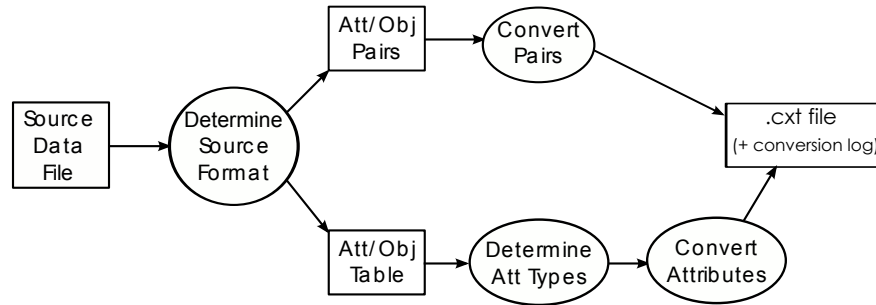 Source
Data
File
Determine
Source
Format
Att/Obj
Pairs
Convert
Pairs
Att/Obj
Table
Determine
Att Types
Convert
Attributes
.cxt file
(+ conversion log)